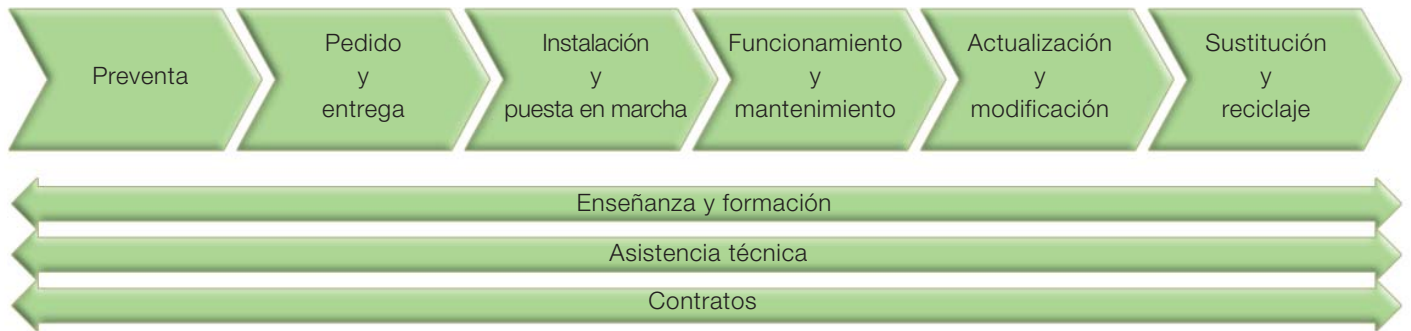 Preventa
Pedido
y
entrega
Instalación
y
puesta en marcha
Funcionamiento
y
mantenimiento
Actualización
y
modificación
Sustitución
y
reciclaje
Enseñanza y formación
Asistencia técnica
Contratos